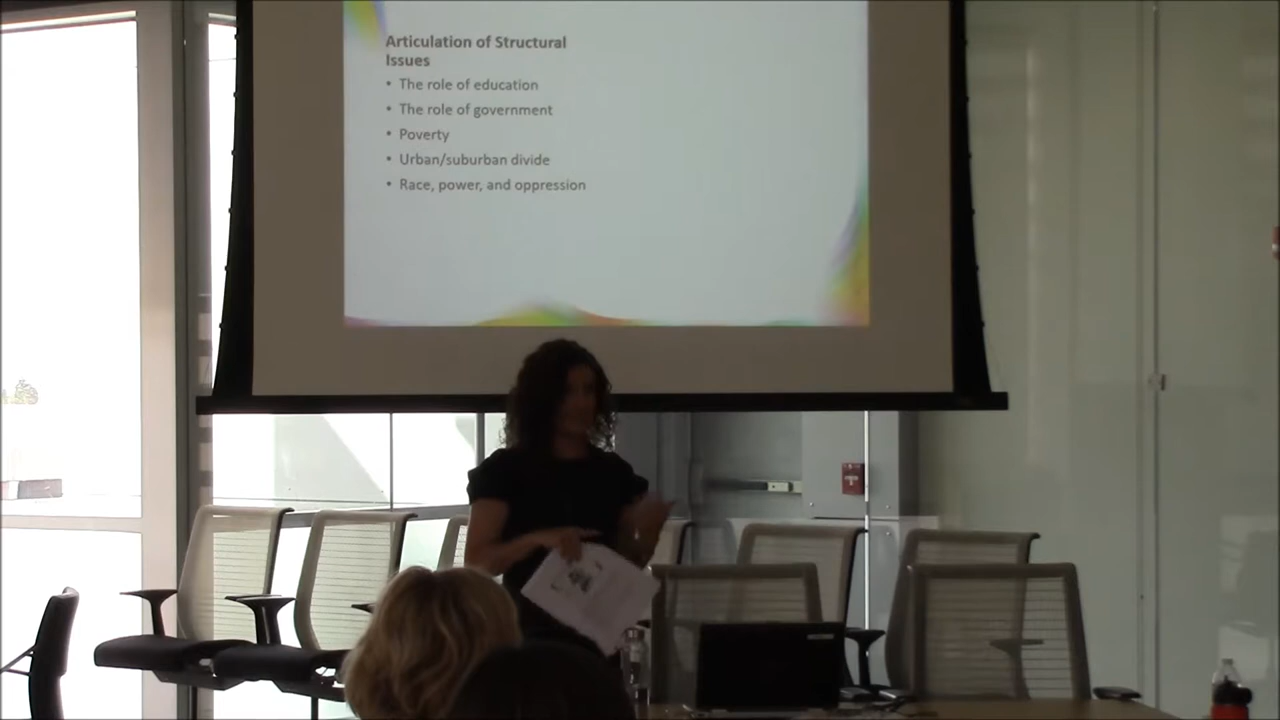 Articulation of Structural
Issues
• The role of education
• The role of government
• Poverty
• Urban/suburban divide
• Race, power, and oppression